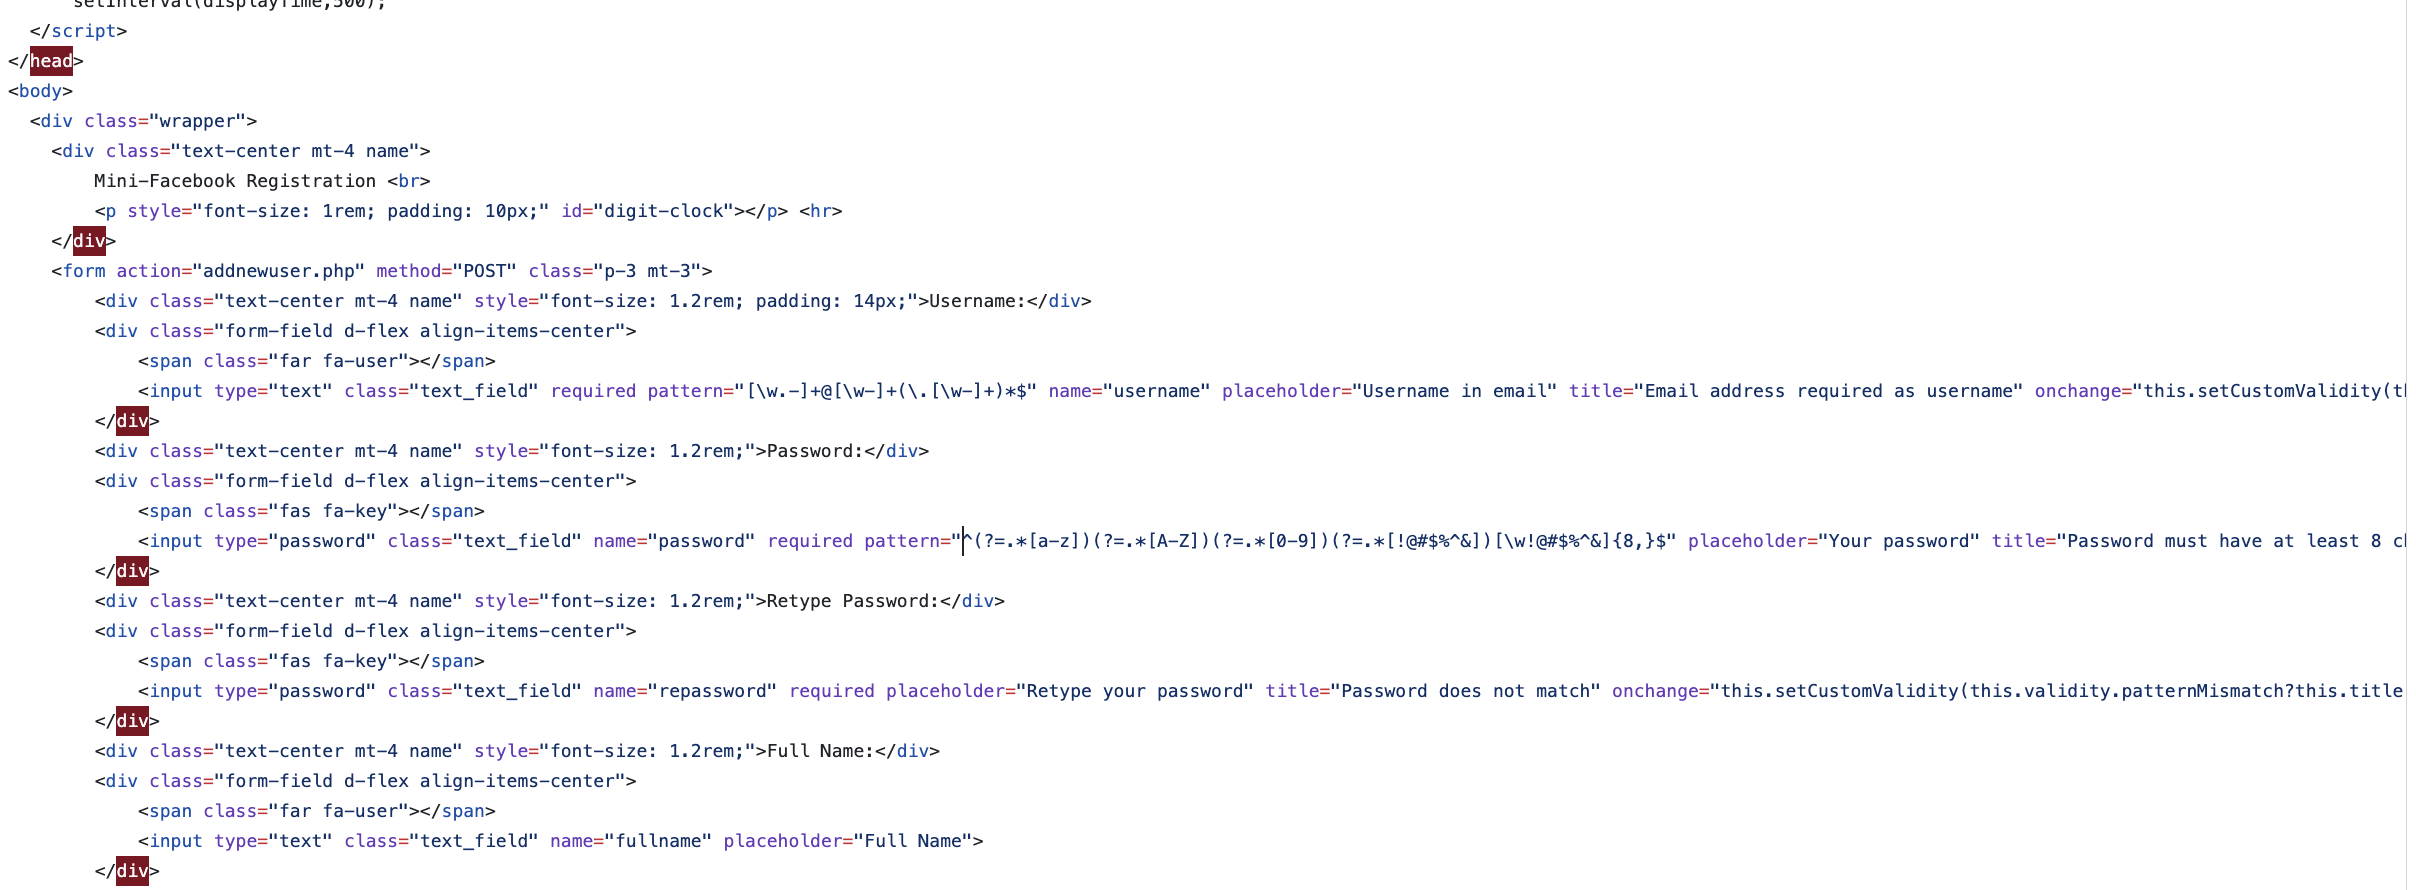 setInterval(displayTime,500);
</script>
</head>
<body>
<div class="wrapper">
<div class="text-center mt-4 name">
Mini-Facebook Registration <br>
<p style="font-size: 1rem; padding: 10px;" id="digit-clock"></p> <hr>
</div>
<form action="addnewuser.php" method="POST" class="p-3 mt-3">
<div class="text-center mt-4 name" style="font-size: 1.2rem; padding: 14px;">Username:</div>
<div class="form-field d-flex align-items-center">
<span class="far fa-user"></span>
<input type="text" class="text_field" required pattern="[\w.-]+@[\w-]+(\.[\w-]+)*$" name="username" placeholder="Username in email" title="Email address required as username" onchange="this.setCustomValidity(
</div>
<div class="text-center mt-4 name" style="font-size: 1.2rem;">Password:</div>
<div class="form-field d-flex align-items-center">
<span class="fas fa-key"></span>
<input type="password" class="text_field" name="password" required pattern="^(?=.*[a-z])(?=.*[A-Z])(?=.*[0-9])(?=.*[!@#$%^&])[\w!@#$%^&]{8,}$" placeholder="Your password" title="Password must have at least 8
</div>
<div class="text-center mt-4 name" style="font-size: 1.2rem;">Retype Password:</div>
<div class="form-field d-flex align-items-center">
<span class="fas fa-key"></span>
<input type="password" class="text_field" name="repassword" required placeholder="Retype your password" title="Password does not match" onchange="this.setCustomValidity(this.validity.patternMismatch?this.title
</div>
<div class="text-center mt-4 name" style="font-size: 1.2rem;">Full Name:</div>
<div class="form-field d-flex align-items-center">
<span class="far fa-user"></span>
<input type="text" class="text_field" name="fullname" placeholder="Full Name">
</div>